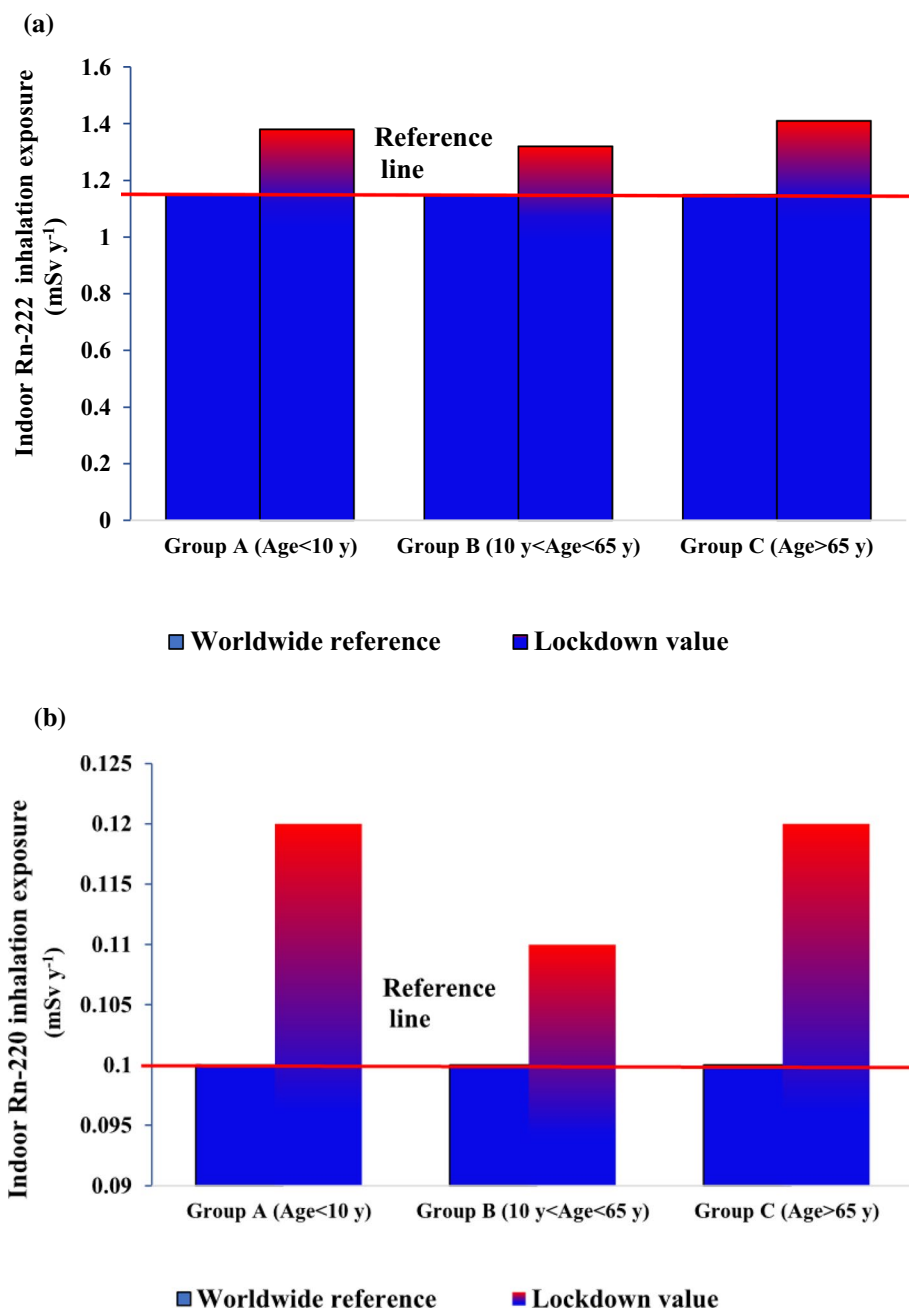 (a)
1.6
1.4
1.2
1
0.8
0.6
0.4
0.2
0
Indoor Rn-222 inhalation exposure
(mSv y-1)
Reference
line
Group A (Age<10 y)
Group B (10 y<Age<65 y)
Group C (Age>65 y)
Worldwide reference
Lockdown value
(b)
0.125
0.12
0.115
0.11
0.105
0.1
0.095
0.09
Indoor Rn-220 inhalation exposure
(mSv y-1)
Reference
line
Group A (Age<10 y)
Group B (10 y<Age<65 y)
Group C (Age>65 y)
Worldwide reference
Lockdown value